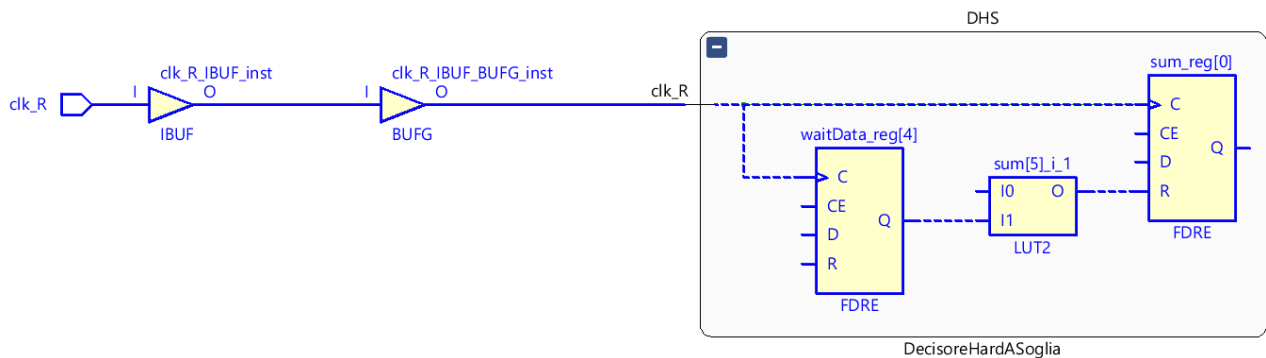 DHS
clk_R
I
clk_R_IBUF_inst
O
IBUF
I
clk_R_IBUF_BUFG_inst
O
BUFG
clk_R
waitData_reg[4]
C
CE
D
R
Q
FDRE
sum[5]_i_1
I0
I1
O
LUT2
sum_reg[0]
C
CE
D
R
Q
FDRE
DecisoreHardASoglia